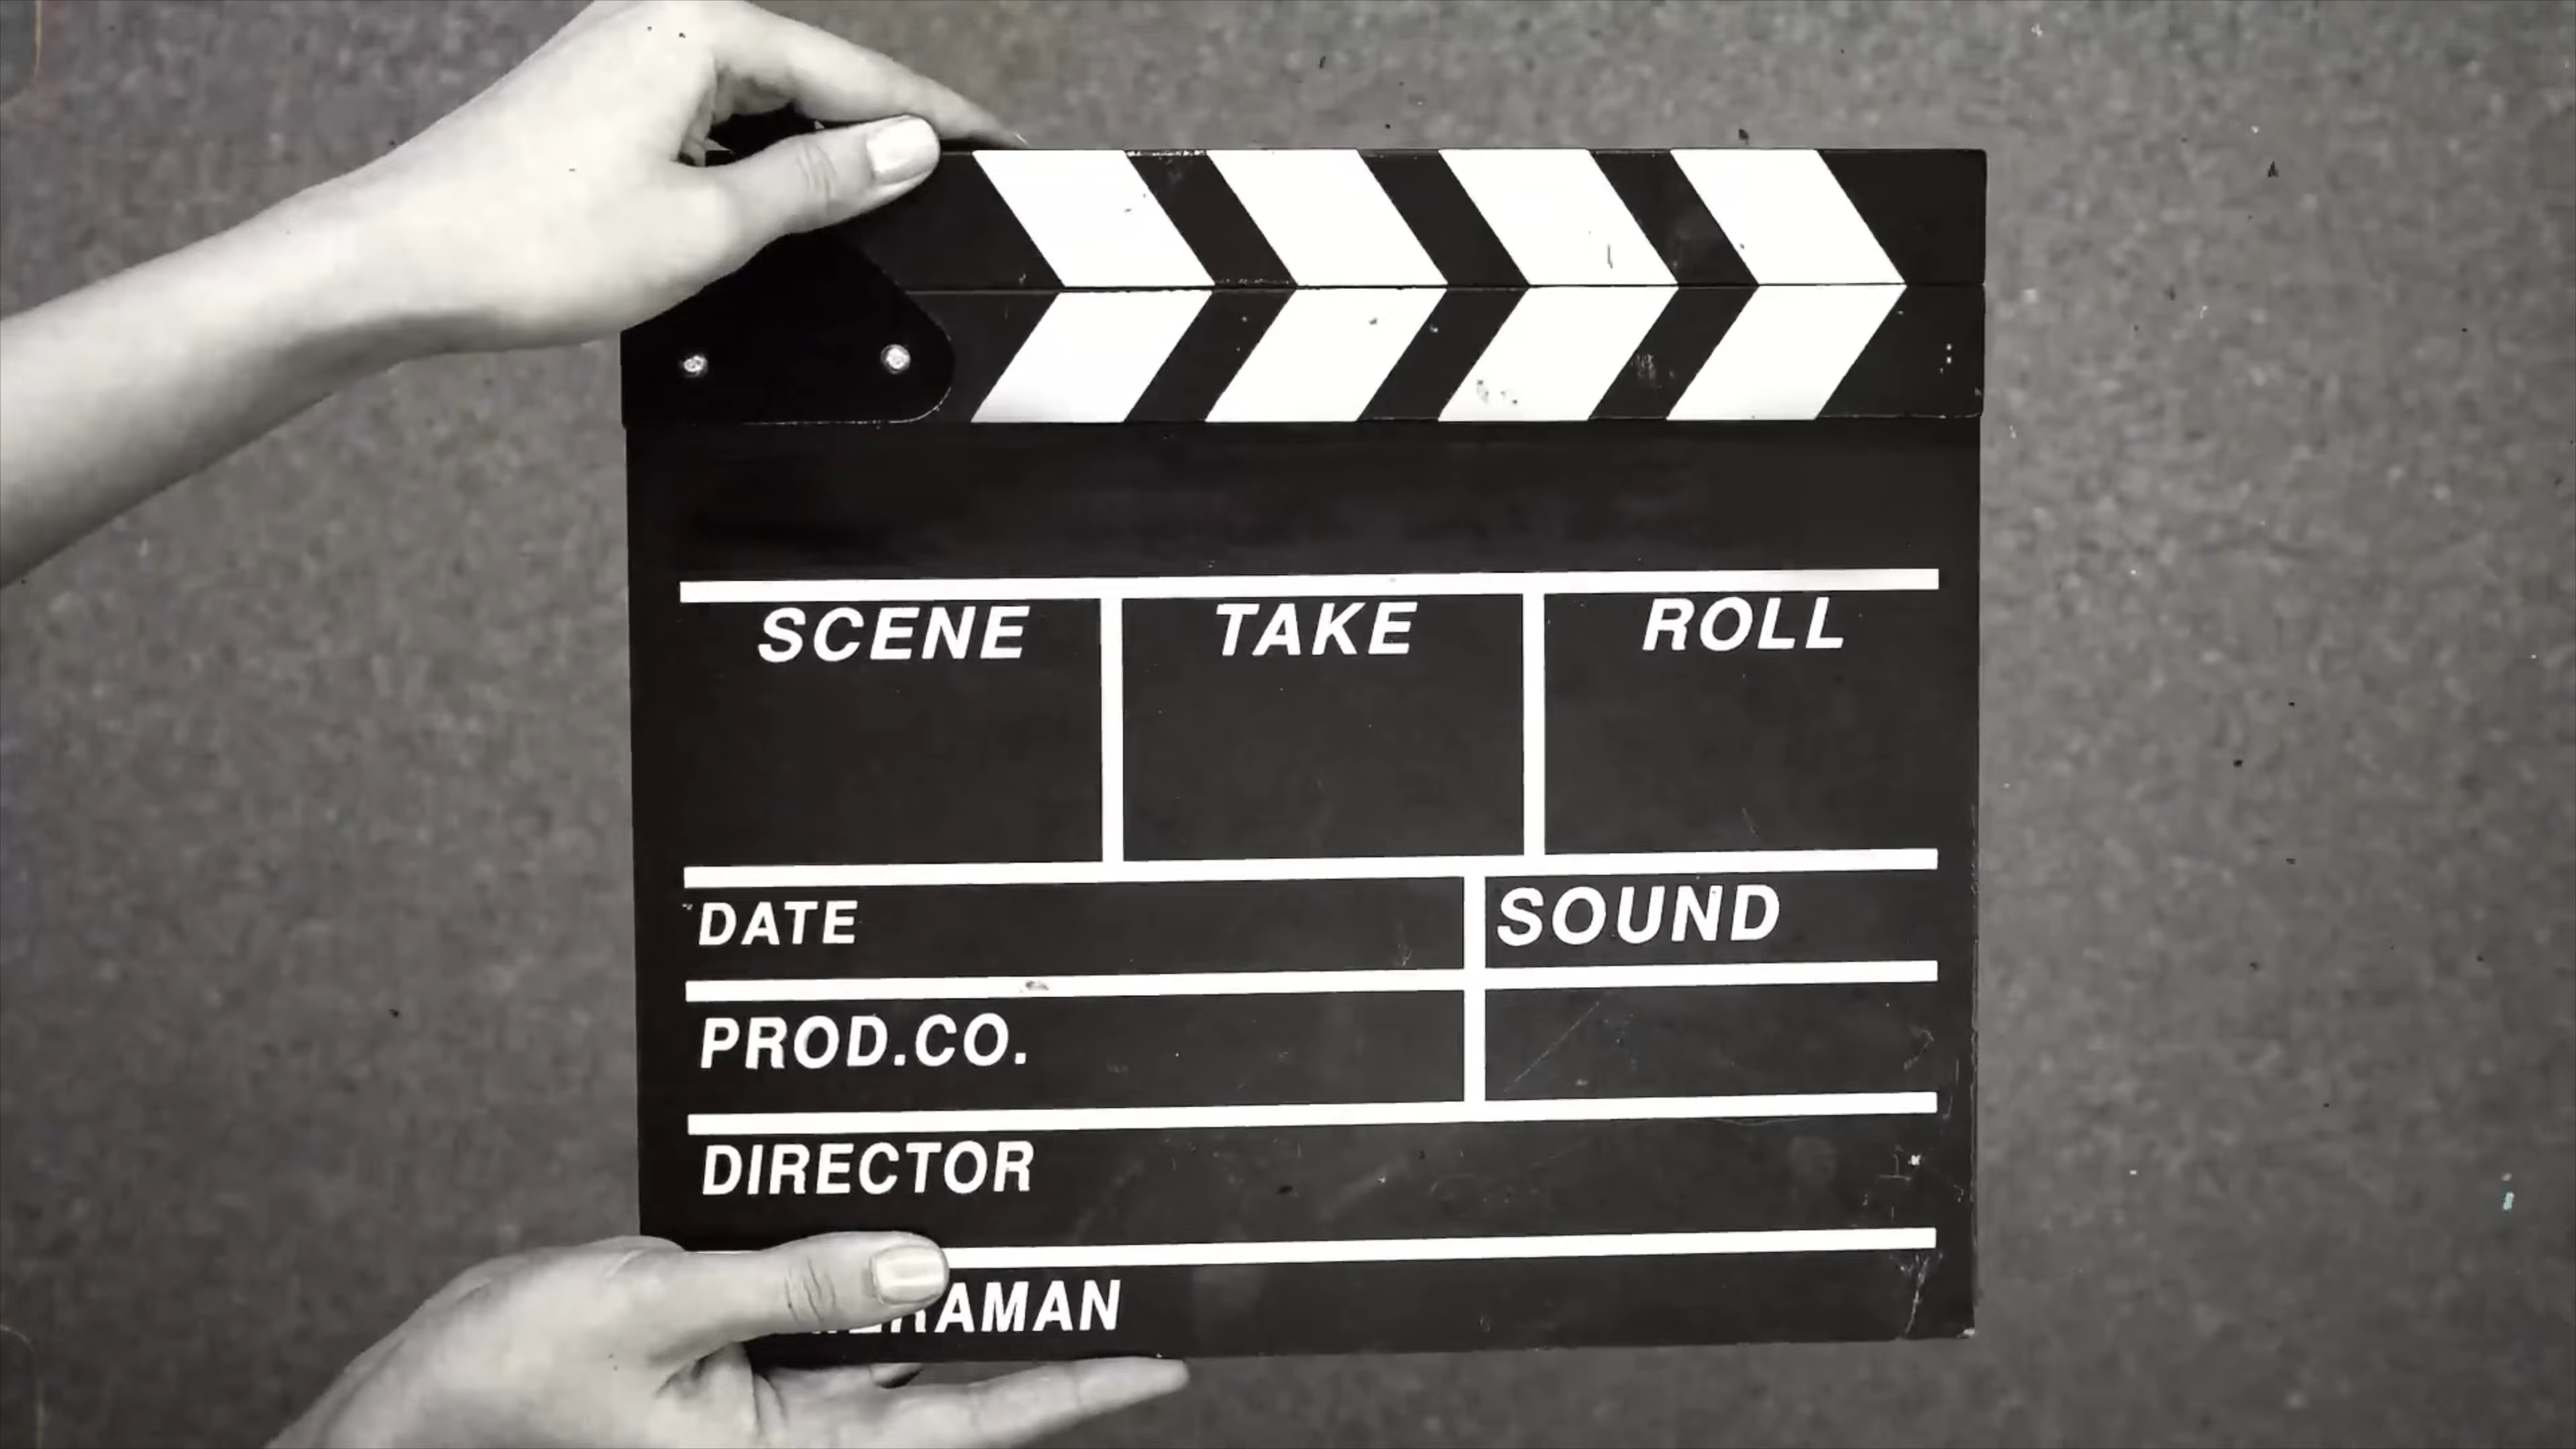 SCENE TAKE ROLL
DATE SOUND
PROD.CO.
DIRECTOR